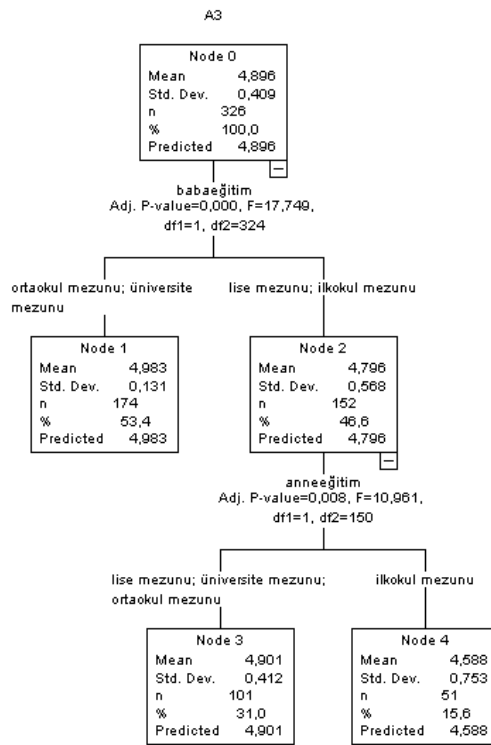 A3
Node 0
Mean 4,896
Std. Dev. 0,409
n 326
% 100,0
Predicted 4,896
babaeğitim
Adj. P-value=0,000, F=17,749,
df1=1, df2=324
ortaokul mezunu; üniversite
mezunu
lise mezunu; ilkokul mezunu
Node 1
Mean 4,983
Std. Dev. 0,131
n 174
% 53,4
Predicted 4,983
Node 2
Mean 4,796
Std. Dev. 0,568
n 152
% 46,6
Predicted 4,796
anneeğitim
Adj. P-value=0,008, F=10,961,
df1=1, df2=150
lise mezunu; üniversite mezunu;
ortaokul mezunu
ilkokul mezunu
Node 3
Mean 4,901
Std. Dev. 0,412
n 101
% 31,0
Predicted 4,901
Node 4
Mean 4,588
Std. Dev. 0,753
n 51
% 15,6
Predicted 4,588